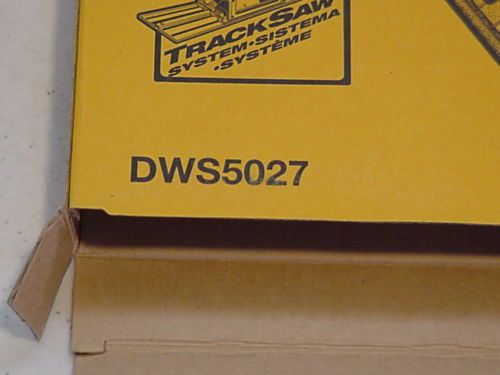 TRACKSAW
SYSTEM·SISTEMA
·SYSTÈME
DWS5027